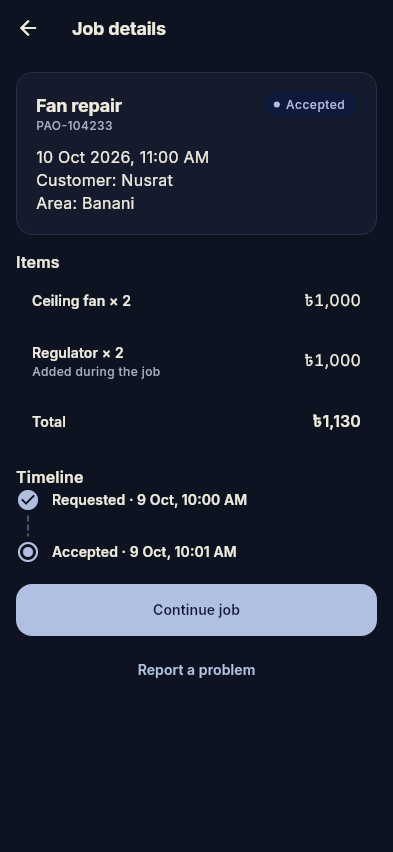 Job details
Fan repair
Accepted
PAO-104233
10 Oct 2026, 11:00 AM
Customer: Nusrat
Area: Banani
Items
Ceiling fan × 2
৳1,000
Regulator × 2
৳1,000
Added during the job
Total
৳1,130
Timeline
Requested · 9 Oct, 10:00 AM
Accepted · 9 Oct, 10:01 AM
Continue job
Report a problem